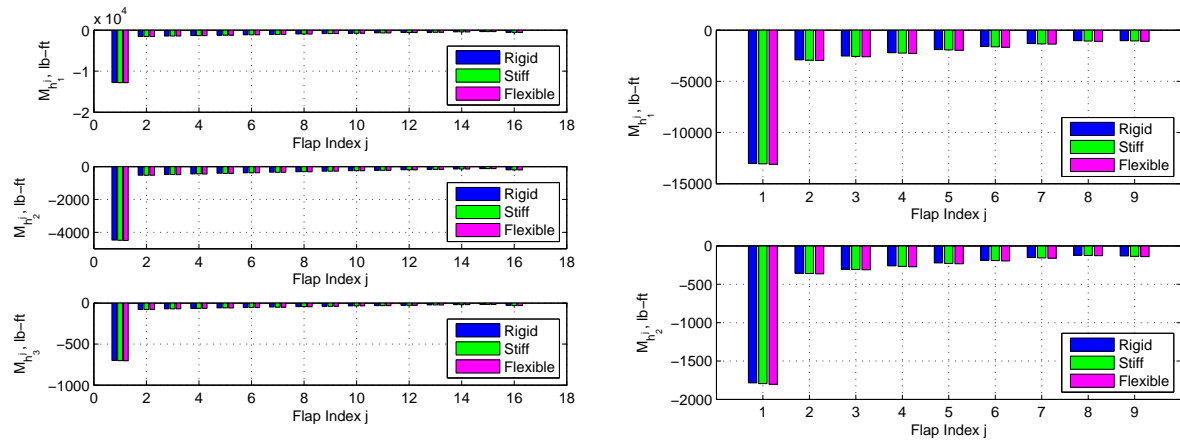 x 10^4
0
−1
−2
M_{h_1^j}, lb−ft
0 2 4 6 8 10 12 14 16 18
Flap Index j
Rigid
Stiff
Flexible
0
−2000
−4000
M_{h_2^j}, lb−ft
0 2 4 6 8 10 12 14 16 18
Flap Index j
Rigid
Stiff
Flexible
0
−500
−1000
M_{h_3^j}, lb−ft
0 2 4 6 8 10 12 14 16 18
Flap Index j
Rigid
Stiff
Flexible
0
−5000
−10000
−15000
M_{h_1^j}, lb−ft
1 2 3 4 5 6 7 8 9
Flap Index j
Rigid
Stiff
Flexible
0
−500
−1000
−1500
−2000
M_{h_2^j}, lb−ft
1 2 3 4 5 6 7 8 9
Flap Index j
Rigid
Stiff
Flexible